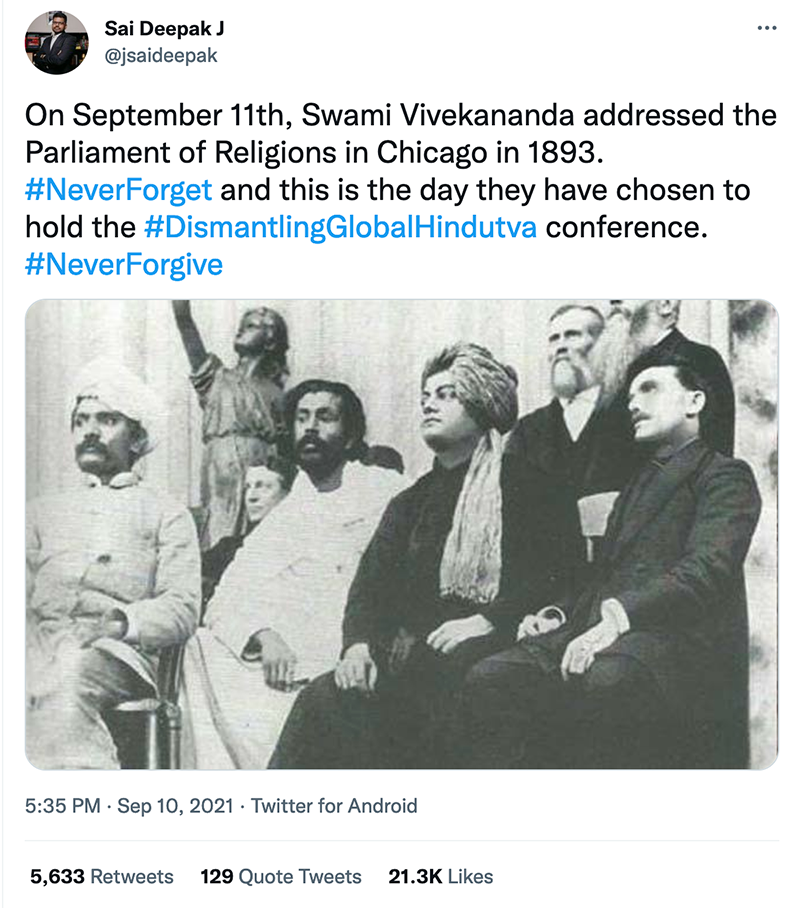 Sai Deepak J
@jsaideepak
On September 11th, Swami Vivekananda addressed the
Parliament of Religions in Chicago in 1893.
#NeverForget and this is the day they have chosen to
hold the #DismantlingGlobalHindutva conference.
#NeverForgive
5:35 PM · Sep 10, 2021 · Twitter for Android
5,633 Retweets 129 Quote Tweets 21.3K Likes